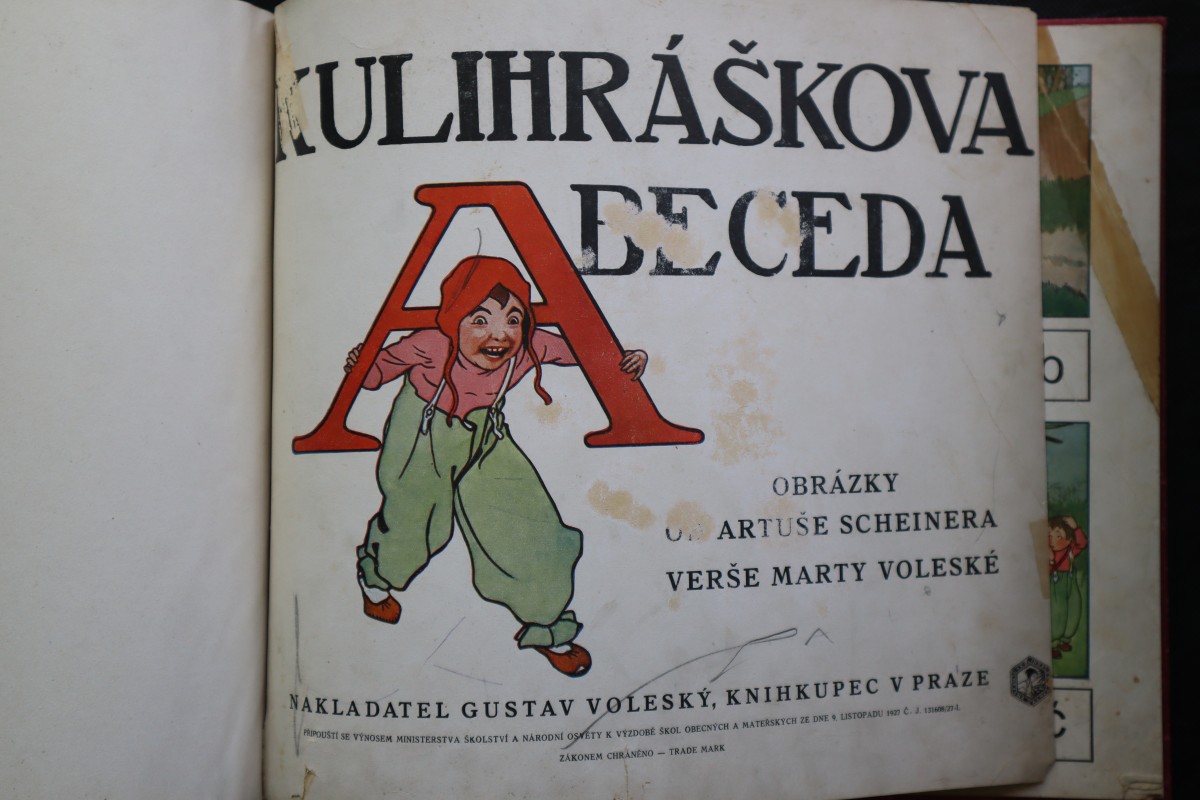 KULIHRÁŠKOVA
ABECEDA
OBRÁZKY
OD ARTUŠE SCHEINERA
VERŠE MARTY VOLESKÉ
NAKLADATEL GUSTAV VOLESKÝ, KNIHKUPEC V PRAZE
PŘIPOUŠTÍ SE VÝNOSEM MINISTERSTVA ŠKOLSTVÍ A NÁRODNÍ OSVĚTY K VÝZDOBĚ ŠKOL OBECNÝCH A MATEŘSKÝCH ZE DNE 9. LISTOPADU 1927 Č. J.
ZÁKONEM CHRÁNĚNO — TRADE MARK
O
Č